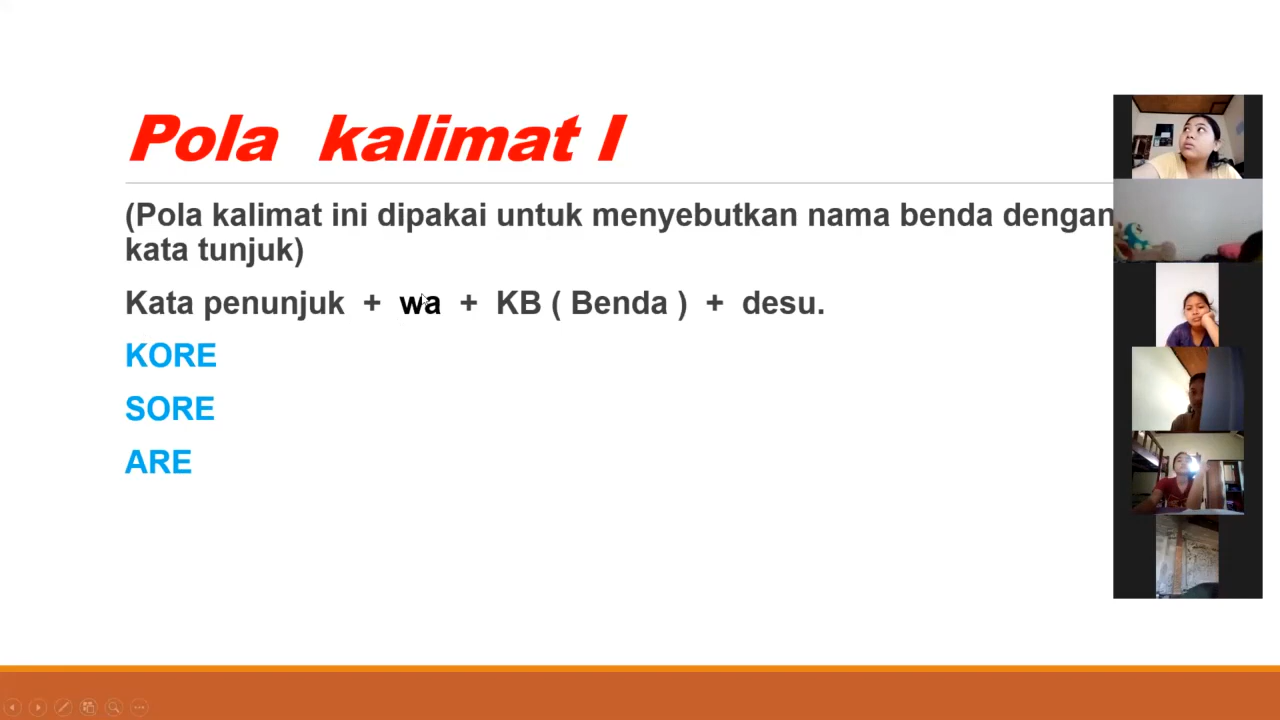 Pola kalimat I
(Pola kalimat ini dipakai untuk menyebutkan nama benda dengan
kata tunjuk)
Kata penunjuk + wa + KB ( Benda ) + desu.
KORE
SORE
ARE